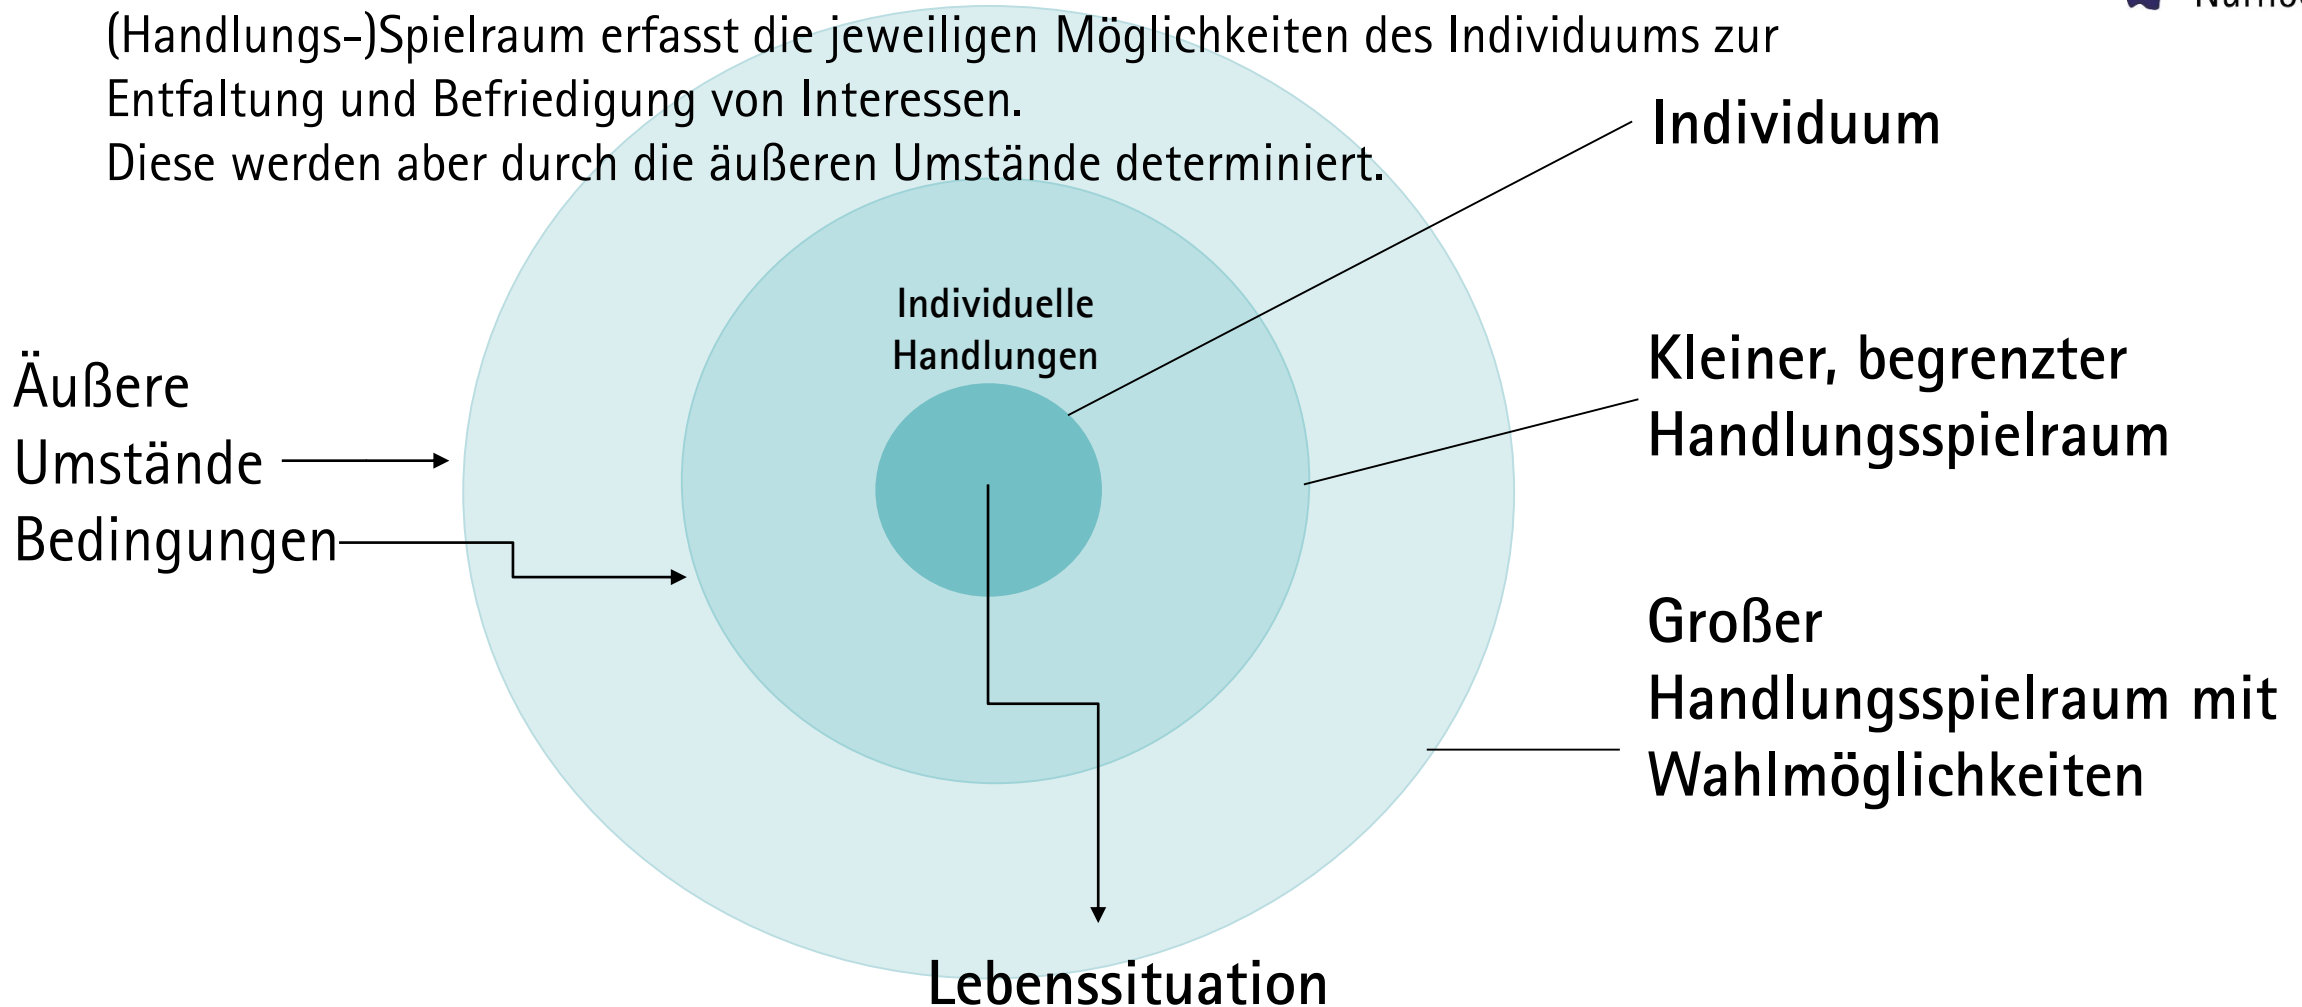 (Handlungs-)Spielraum erfasst die jeweiligen Möglichkeiten des Individuums zur
Entfaltung und Befriedigung von Interessen.
Diese werden aber durch die äußeren Umstände determiniert.
Individuum
Individuelle
Handlungen
Kleiner, begrenzter
Handlungsspielraum
Äußere
Umstände
Bedingungen
Großer
Handlungsspielraum mit
Wahlmöglichkeiten
Lebenssituation